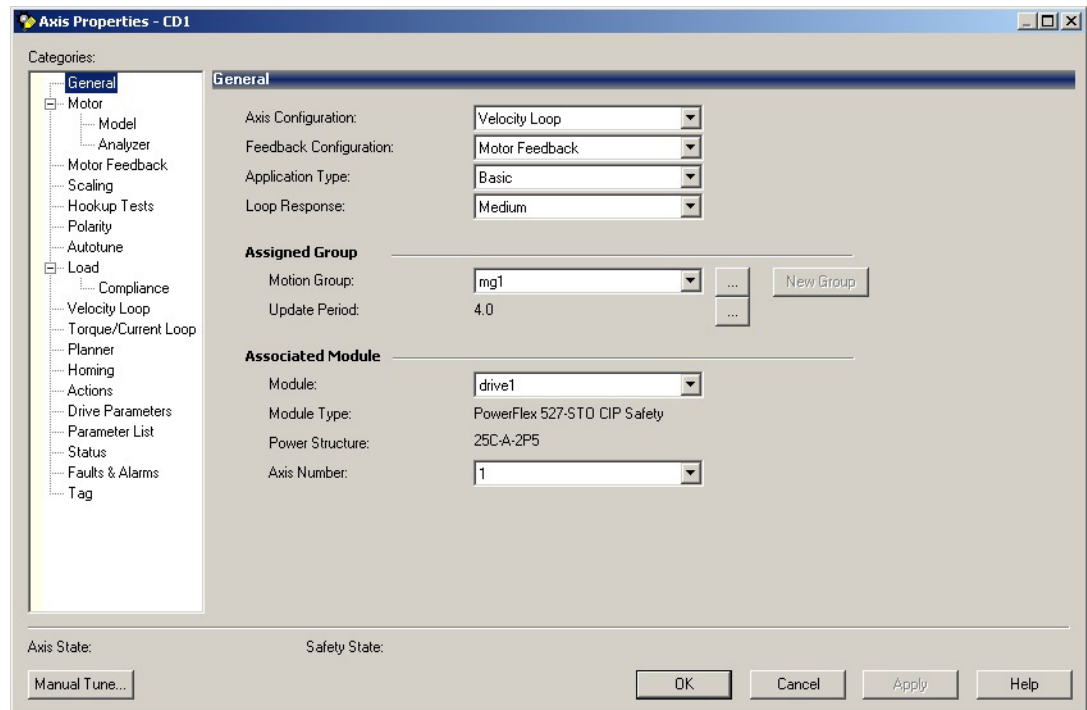 Axis Properties - CD1
Categories:
General
Motor
Model
Analyzer
Motor Feedback
Scaling
Hookup Tests
Polarity
Autotune
Load
Compliance
Velocity Loop
Torque/Current Loop
Planner
Homing
Actions
Drive Parameters
Parameter List
Status
Faults & Alarms
Tag
General
Axis Configuration: Velocity Loop
Feedback Configuration: Motor Feedback
Application Type: Basic
Loop Response: Medium
Assigned Group
Motion Group: mg1 ... New Group
Update Period: 4.0 ...
Associated Module
Module: drive1
Module Type: PowerFlex 527-STO CIP Safety
Power Structure: 25C-A-2P5
Axis Number: 1
Axis State: Safety State:
Manual Tune... OK Cancel Apply Help